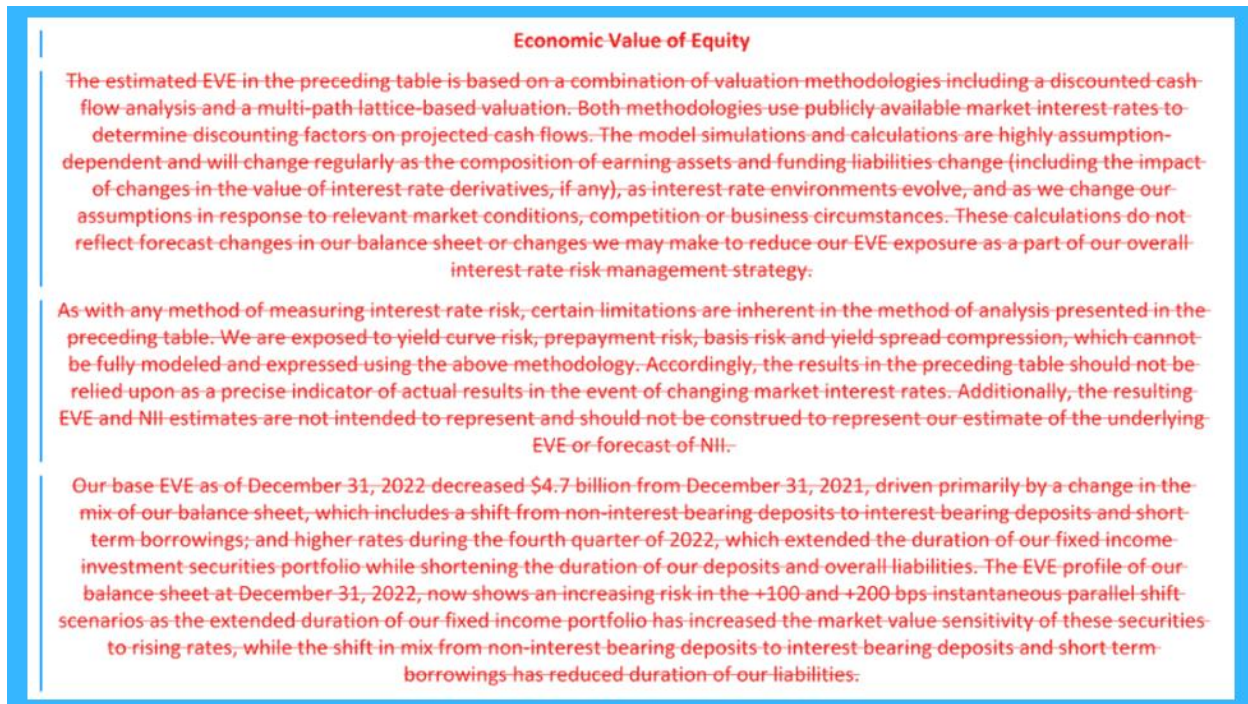 Economic Value of Equity
The estimated EVE in the preceding table is based on a combination of valuation methodologies including a discounted cash
flow analysis and a multi-path lattice-based valuation. Both methodologies use publicly available market interest rates to
determine discounting factors on projected cash flows. The model simulations and calculations are highly assumption-
dependent and will change regularly as the composition of earning assets and funding liabilities change (including the impact
of changes in the value of interest rate derivatives, if any), as interest rate environments evolve, and as we change our
assumptions in response to relevant market conditions, competition or business circumstances. These calculations do not
reflect forecast changes in our balance sheet or changes we may make to reduce our EVE exposure as a part of our overall
interest rate risk management strategy.
As with any method of measuring interest rate risk, certain limitations are inherent in the method of analysis presented in the
preceding table. We are exposed to yield curve risk, prepayment risk, basis risk and yield spread compression, which cannot
be fully modeled and expressed using the above methodology. Accordingly, the results in the preceding table should not be
relied upon as a precise indicator of actual results in the event of changing market interest rates. Additionally, the resulting
EVE and NII estimates are not intended to represent and should not be construed to represent our estimate of the underlying
EVE or forecast of NII.
Our base EVE as of December 31, 2022 decreased $4.7 billion from December 31, 2021, driven primarily by a change in the
mix of our balance sheet, which includes a shift from non-interest bearing deposits to interest bearing deposits and short
term borrowings; and higher rates during the fourth quarter of 2022, which extended the duration of our fixed income
investment securities portfolio while shortening the duration of our deposits and overall liabilities. The EVE profile of our
balance sheet at December 31, 2022, now shows an increasing risk in the +100 and +200 bps instantaneous parallel shift
scenarios as the extended duration of our fixed income portfolio has increased the market value sensitivity of these securities
to rising rates, while the shift in mix from non-interest bearing deposits to interest bearing deposits and short term
borrowings has reduced duration of our liabilities.